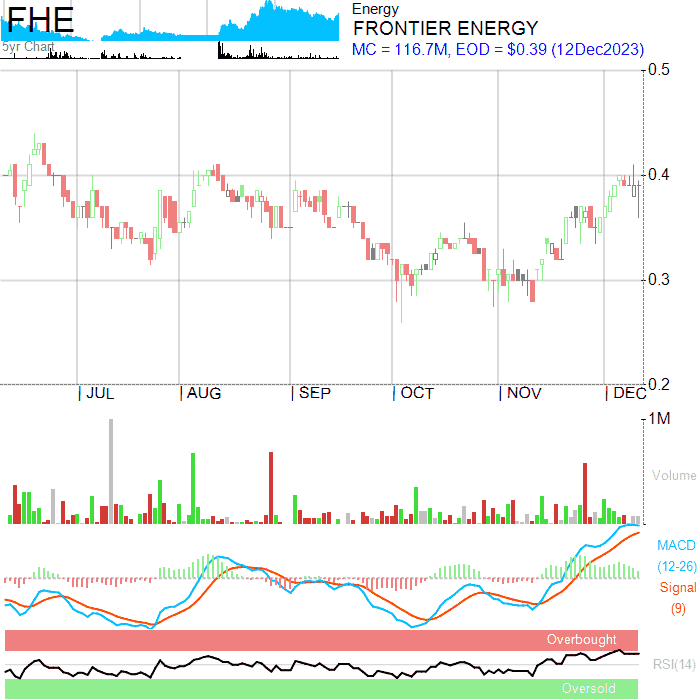 FHE
5yr Chart
Energy
FRONTIER ENERGY
MC = 116.7M, EOD = $0.39 (12Dec2023)
0.5
0.4
0.3
0.2
| JUL | AUG | SEP | OCT | NOV | DEC
1M
Volume
MACD
(12-26)
Signal
(9)
Overbought
RSI(14)
Oversold